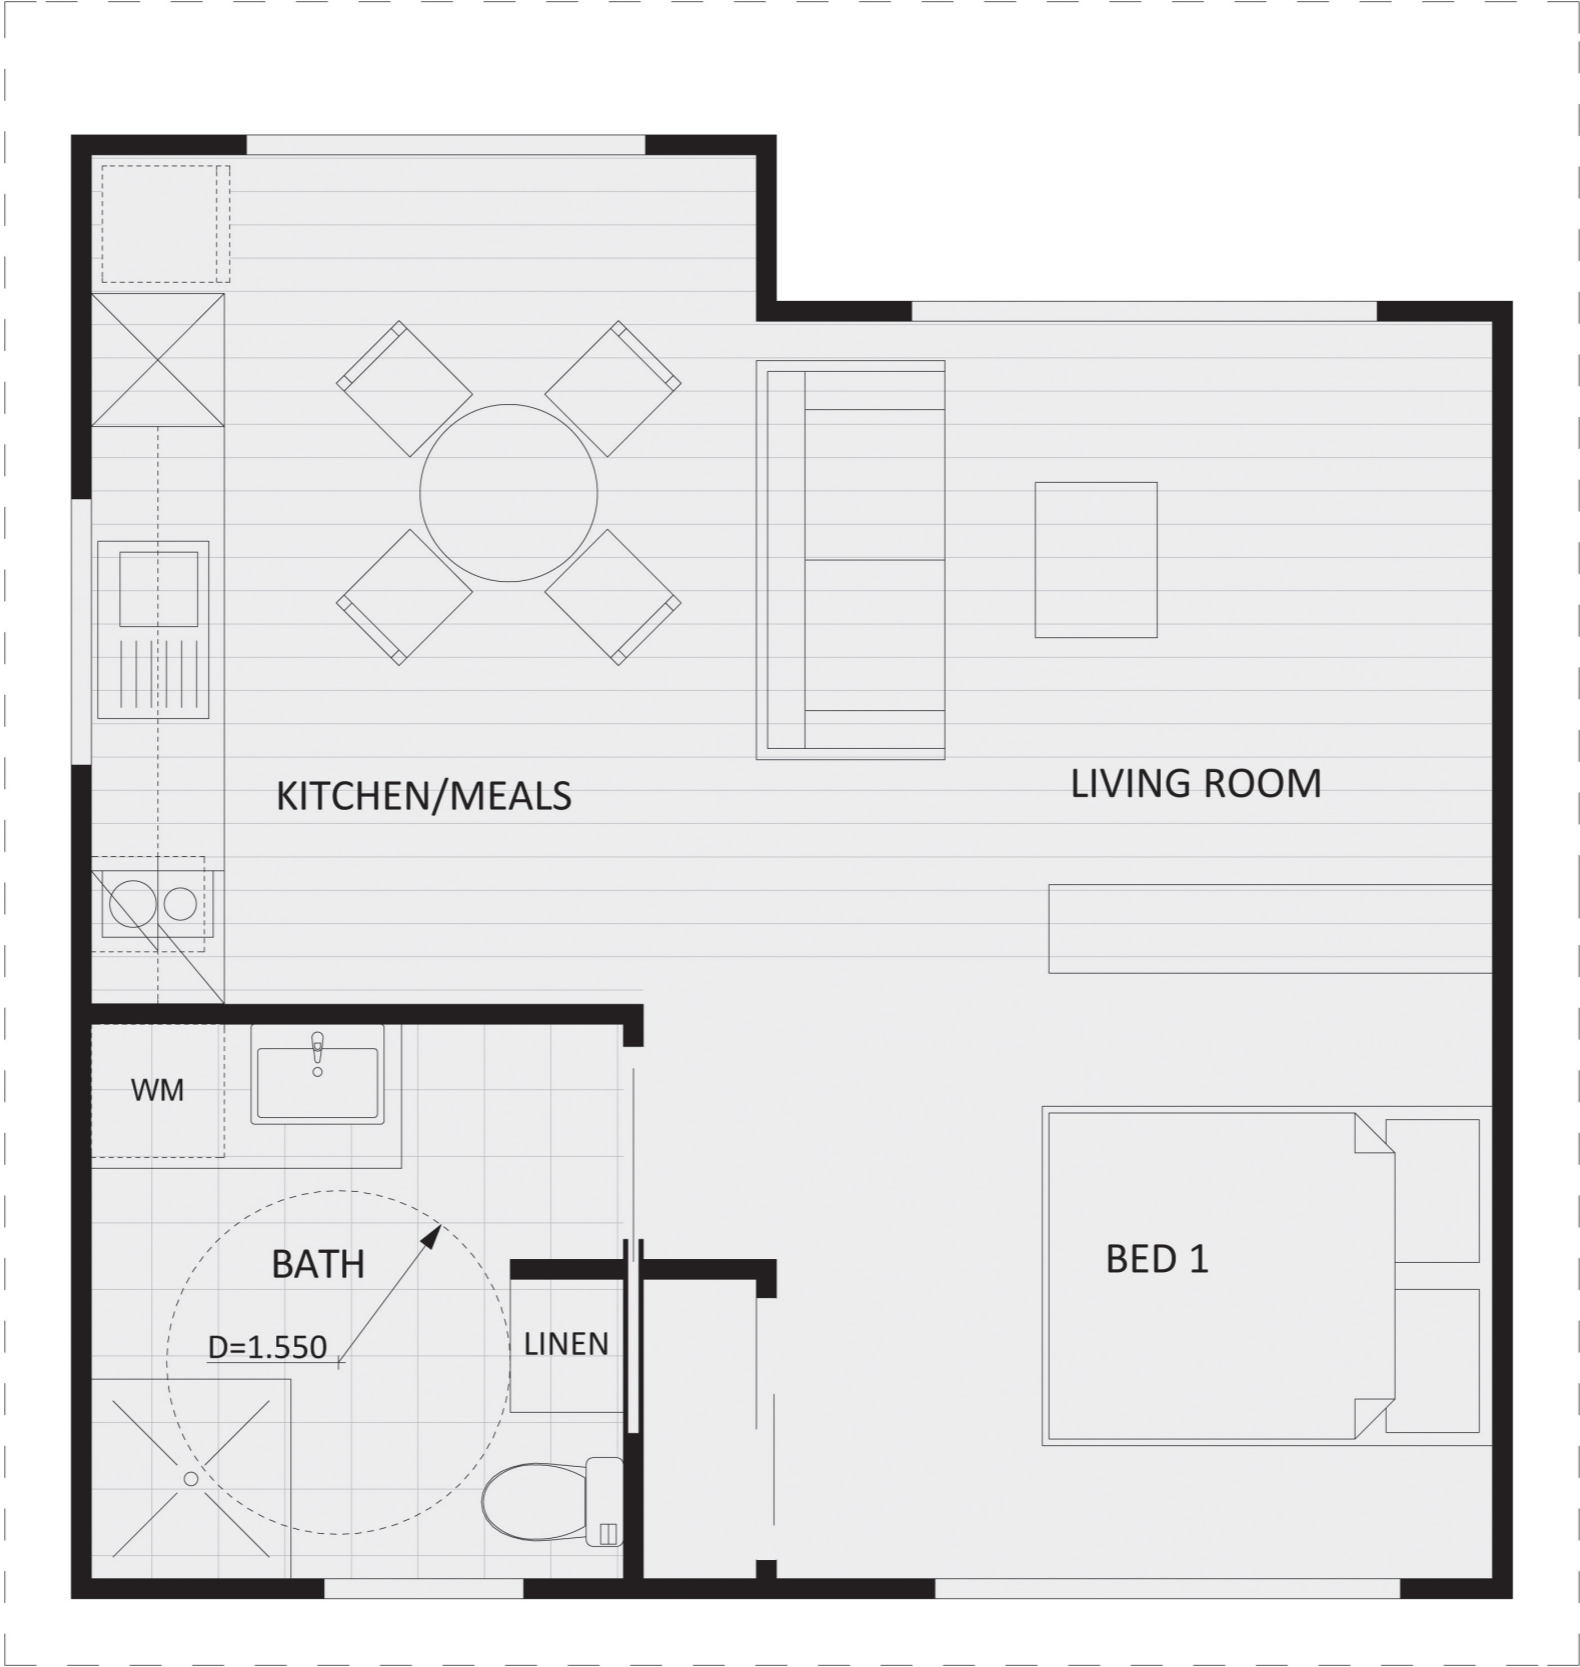 KITCHEN/MEALS
LIVING ROOM
WM
BATH
BED 1
D=1.550
LINEN